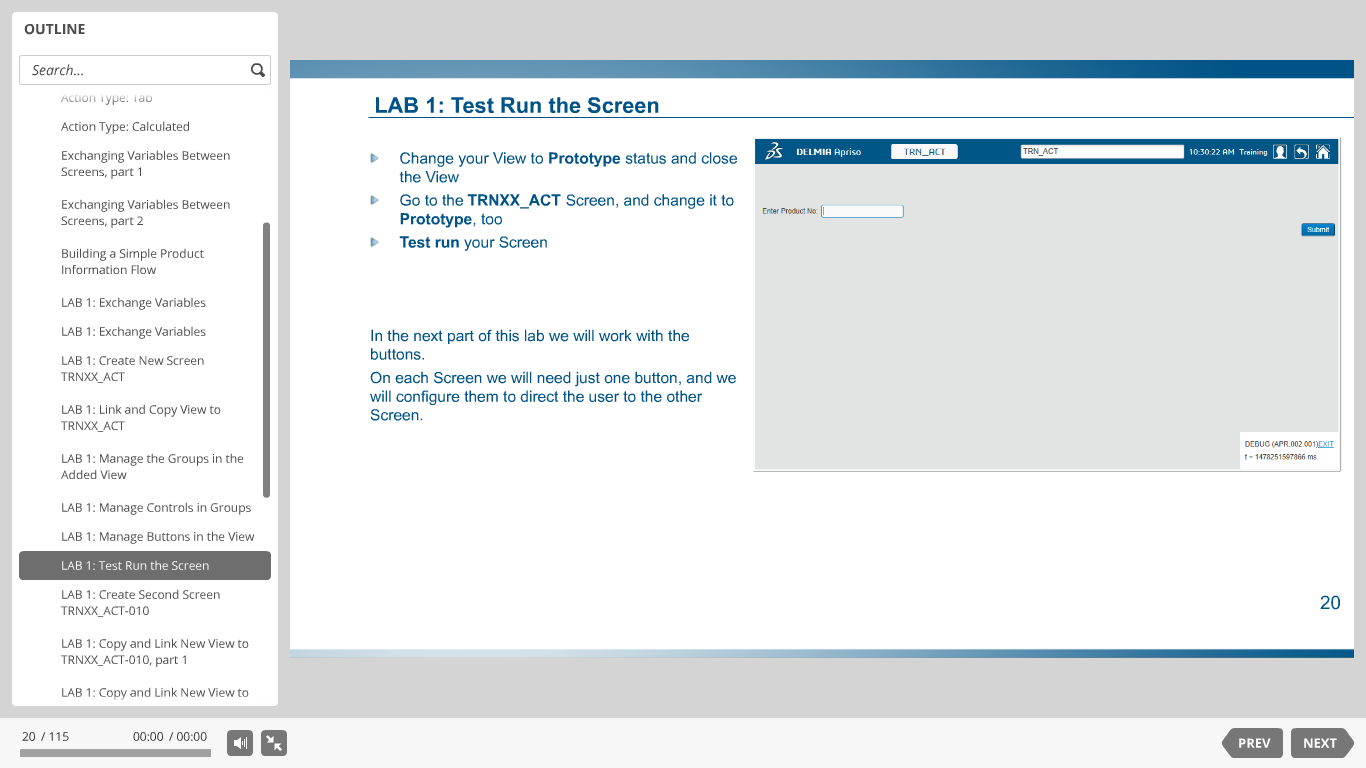 OUTLINE
Search...
Action Type: Tab
Action Type: Calculated
Exchanging Variables Between
Screens, part 1
Exchanging Variables Between
Screens, part 2
Building a Simple Product
Information Flow
LAB 1: Exchange Variables
LAB 1: Exchange Variables
LAB 1: Create New Screen
TRNXX_ACT
LAB 1: Link and Copy View to
TRNXX_ACT
LAB 1: Manage the Groups in the
Added View
LAB 1: Manage Controls in Groups
LAB 1: Manage Buttons in the View
LAB 1: Test Run the Screen
LAB 1: Create Second Screen
TRNXX_ACT-010
LAB 1: Copy and Link New View to
TRNXX_ACT-010, part 1
LAB 1: Copy and Link New View to
LAB 1: Test Run the Screen
Change your View to Prototype status and close
the View
Go to the TRNXX_ACT Screen, and change it to
Prototype, too
Test run your Screen
In the next part of this lab we will work with the
buttons.
On each Screen we will need just one button, and we
will configure them to direct the user to the other
Screen.
DELMIA Apriso TRN_ACT TRN_ACT 10:30:22 AM Training
Enter Product No:
Submit
DEBUG (APR.002.001)EXIT
t = 1478251597866 ms.
20
20 / 115 00:00 / 00:00
PREV NEXT